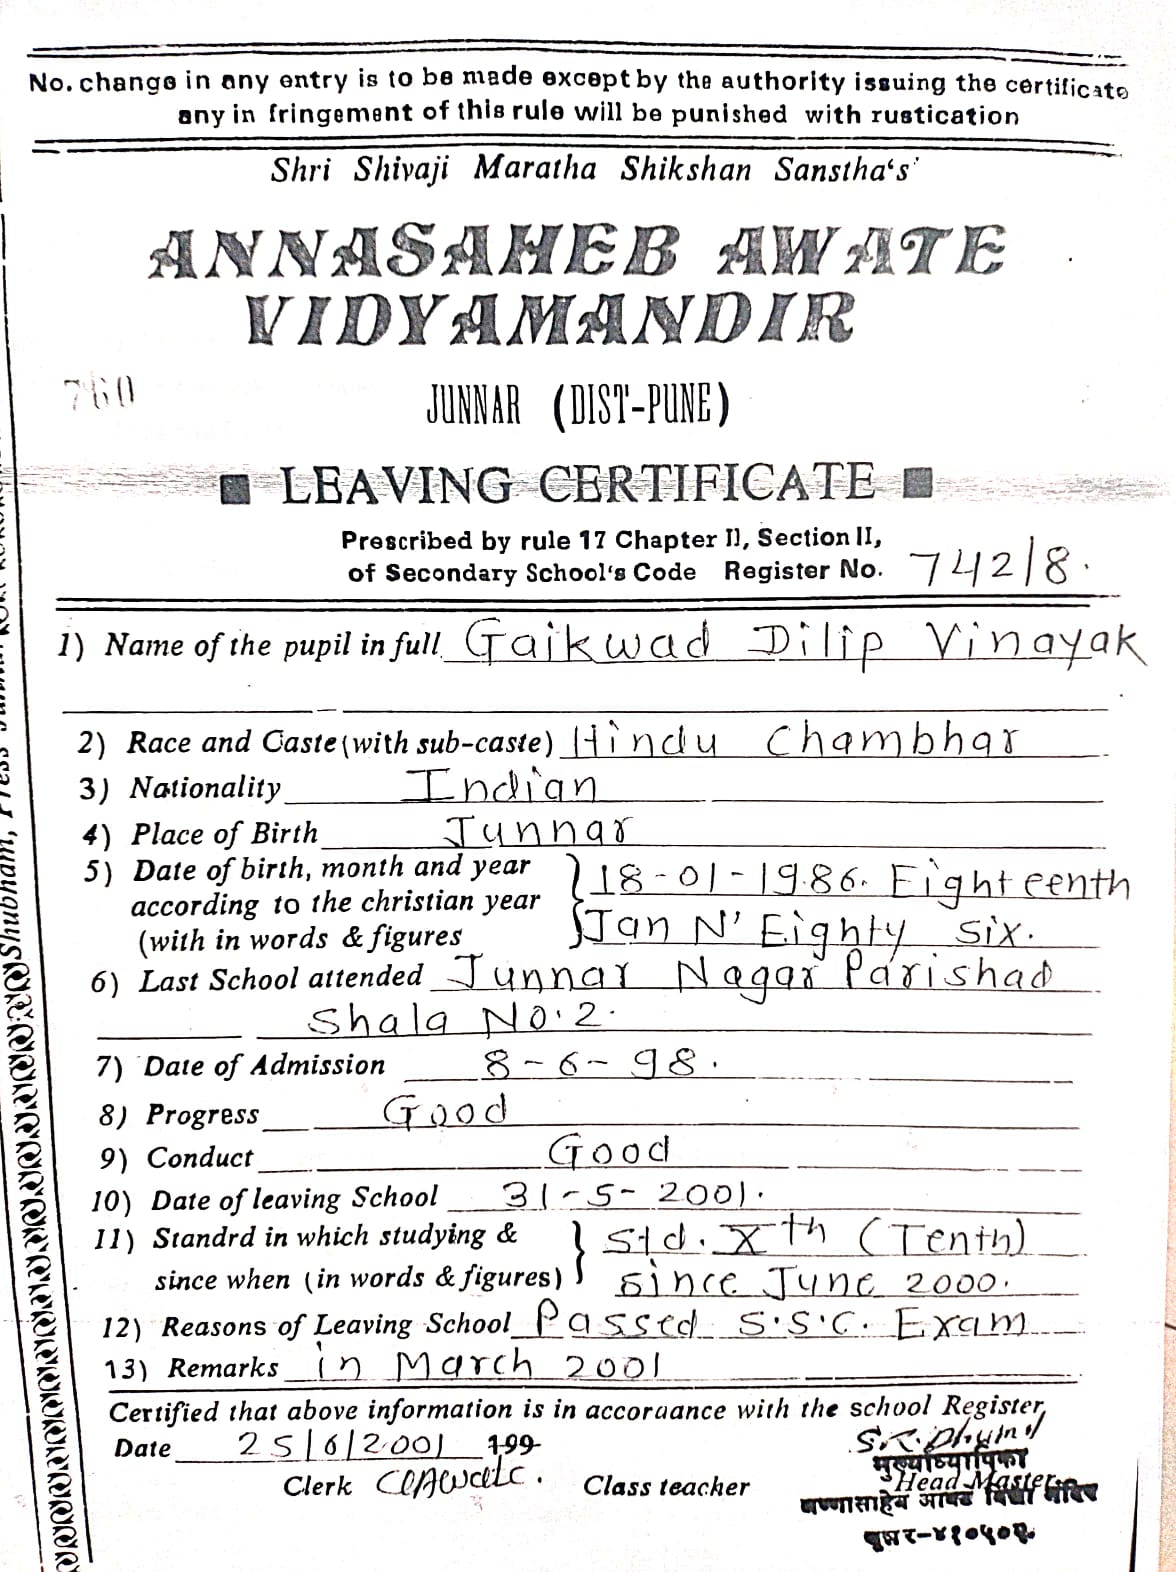 No. change in any entry is to be made except by the authority issuing the certificate
any in fringement of this rule will be punished with rustication
Shri Shivaji Maratha Shikshan Sanstha's'
ANNASAHEB AWATE
VIDYAMANDIR
760
JUNNAR (DIST-PUNE)
LEAVING CERTIFICATE
Prescribed by rule 17 Chapter II, Section II,
of Secondary School's Code Register No. 742/8.
1) Name of the pupil in full Gaikwad Dilip Vinayak
2) Race and Caste (with sub-caste) Hindu Chambhar
3) Nationality Indian
4) Place of Birth Junnar
5) Date of birth, month and year } 18-01-1986. Eighteenth
according to the christian year
(with in words & figures Jan N' Eighty six.
6) Last School attended Junnar Nagar Parishad
Shala No. 2.
7) Date of Admission 8-6-98.
8) Progress Good
9) Conduct Good
10) Date of leaving School 31-5-2001.
11) Standrd in which studying & } Std. Xth (Tenth)
since when (in words & figures) since June 2000.
12) Reasons of Leaving School Passed S.S.C. Exam
13) Remarks in March 2001
Certified that above information is in accordance with the school Register
Date 25/6/2001 199
मुख्याध्यापिका
Clerk Class teacher Head Master
अण्णासाहेब आवटे विद्या मंदिर
जुन्नर-४१०५०२.
Shubham, Press